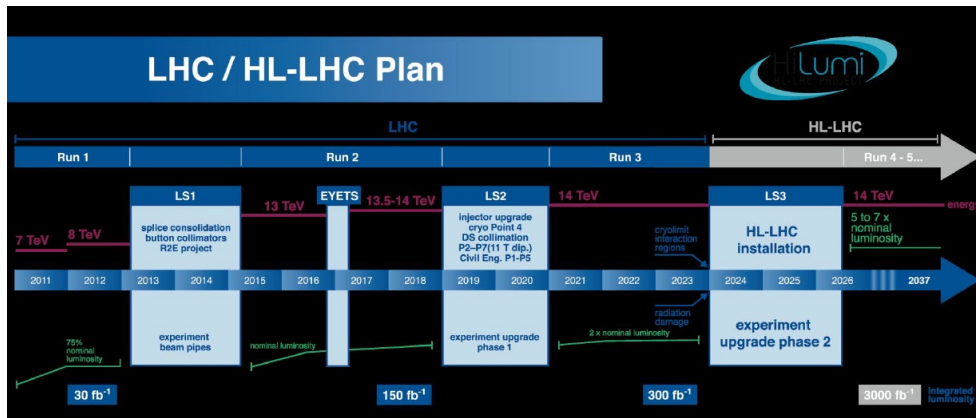 LHC / HL-LHC Plan
HiLumi
HL-LHC PROJECT
LHC
HL-LHC
Run 1
Run 2
Run 3
Run 4 - 5...
LS1
EYETS
LS2
LS3
13 TeV
13.5-14 TeV
14 TeV
14 TeV
energy
splice consolidation
button collimators
R2E project
injector upgrade
cryo Point 4
DS collimation
P2-P7(11 T dip.)
Civil Eng. P1-P5
cryolimit
interaction
regions
HL-LHC
installation
5 to 7 x
nominal
luminosity
7 TeV
8 TeV
2011
2012
2013
2014
2015
2016
2017
2018
2019
2020
2021
2022
2023
2024
2025
2026
2037
radiation
damage
75%
nominal
luminosity
experiment
beam pipes
nominal luminosity
experiment upgrade
phase 1
2 x nominal luminosity
experiment
upgrade phase 2
30 fb⁻¹
150 fb⁻¹
300 fb⁻¹
3000 fb⁻¹
integrated
luminosity